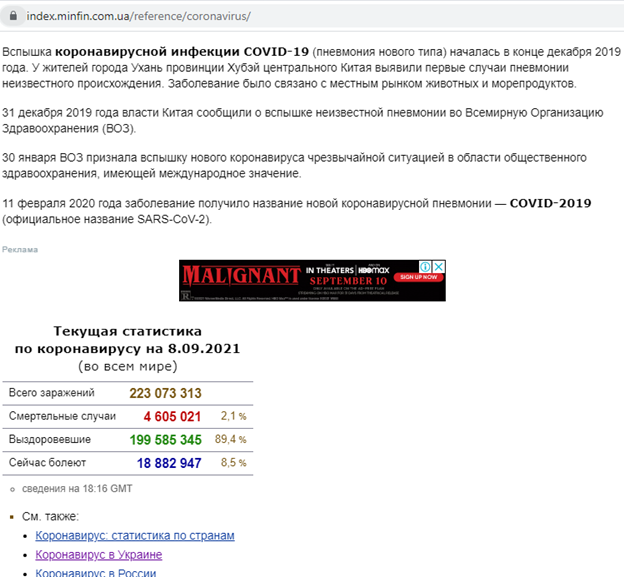 index.minfin.com.ua/reference/coronavirus/
Вспышка коронавирусной инфекции COVID-19 (пневмония нового типа) началась в конце декабря 2019
года. У жителей города Ухань провинции Хубэй центрального Китая выявили первые случаи пневмонии
неизвестного происхождения. Заболевание было связано с местным рынком животных и морепродуктов.
31 декабря 2019 года власти Китая сообщили о вспышке неизвестной пневмонии во Всемирную Организацию
Здравоохранения (ВОЗ).
30 января ВОЗ признала вспышку нового коронавируса чрезвычайной ситуацией в области общественного
здравоохранения, имеющей международное значение.
11 февраля 2020 года заболевание получило название новой коронавирусной пневмонии — COVID-2019
(официальное название SARS-CoV-2).
Реклама
MALIGNANT IN THEATERS HBOMAX
SEPTEMBER 10 SIGN UP NOW
R
Текущая статистика
по коронавирусу на 8.09.2021
(во всем мире)
Всего заражений 223 073 313
Смертельные случаи 4 605 021 2,1 %
Выздоровевшие 199 585 345 89,4 %
Сейчас болеют 18 882 947 8,5 %
сведения на 18:16 GMT
См. также:
Коронавирус: статистика по странам
Коронавирус в Украине
Коронавирус в России